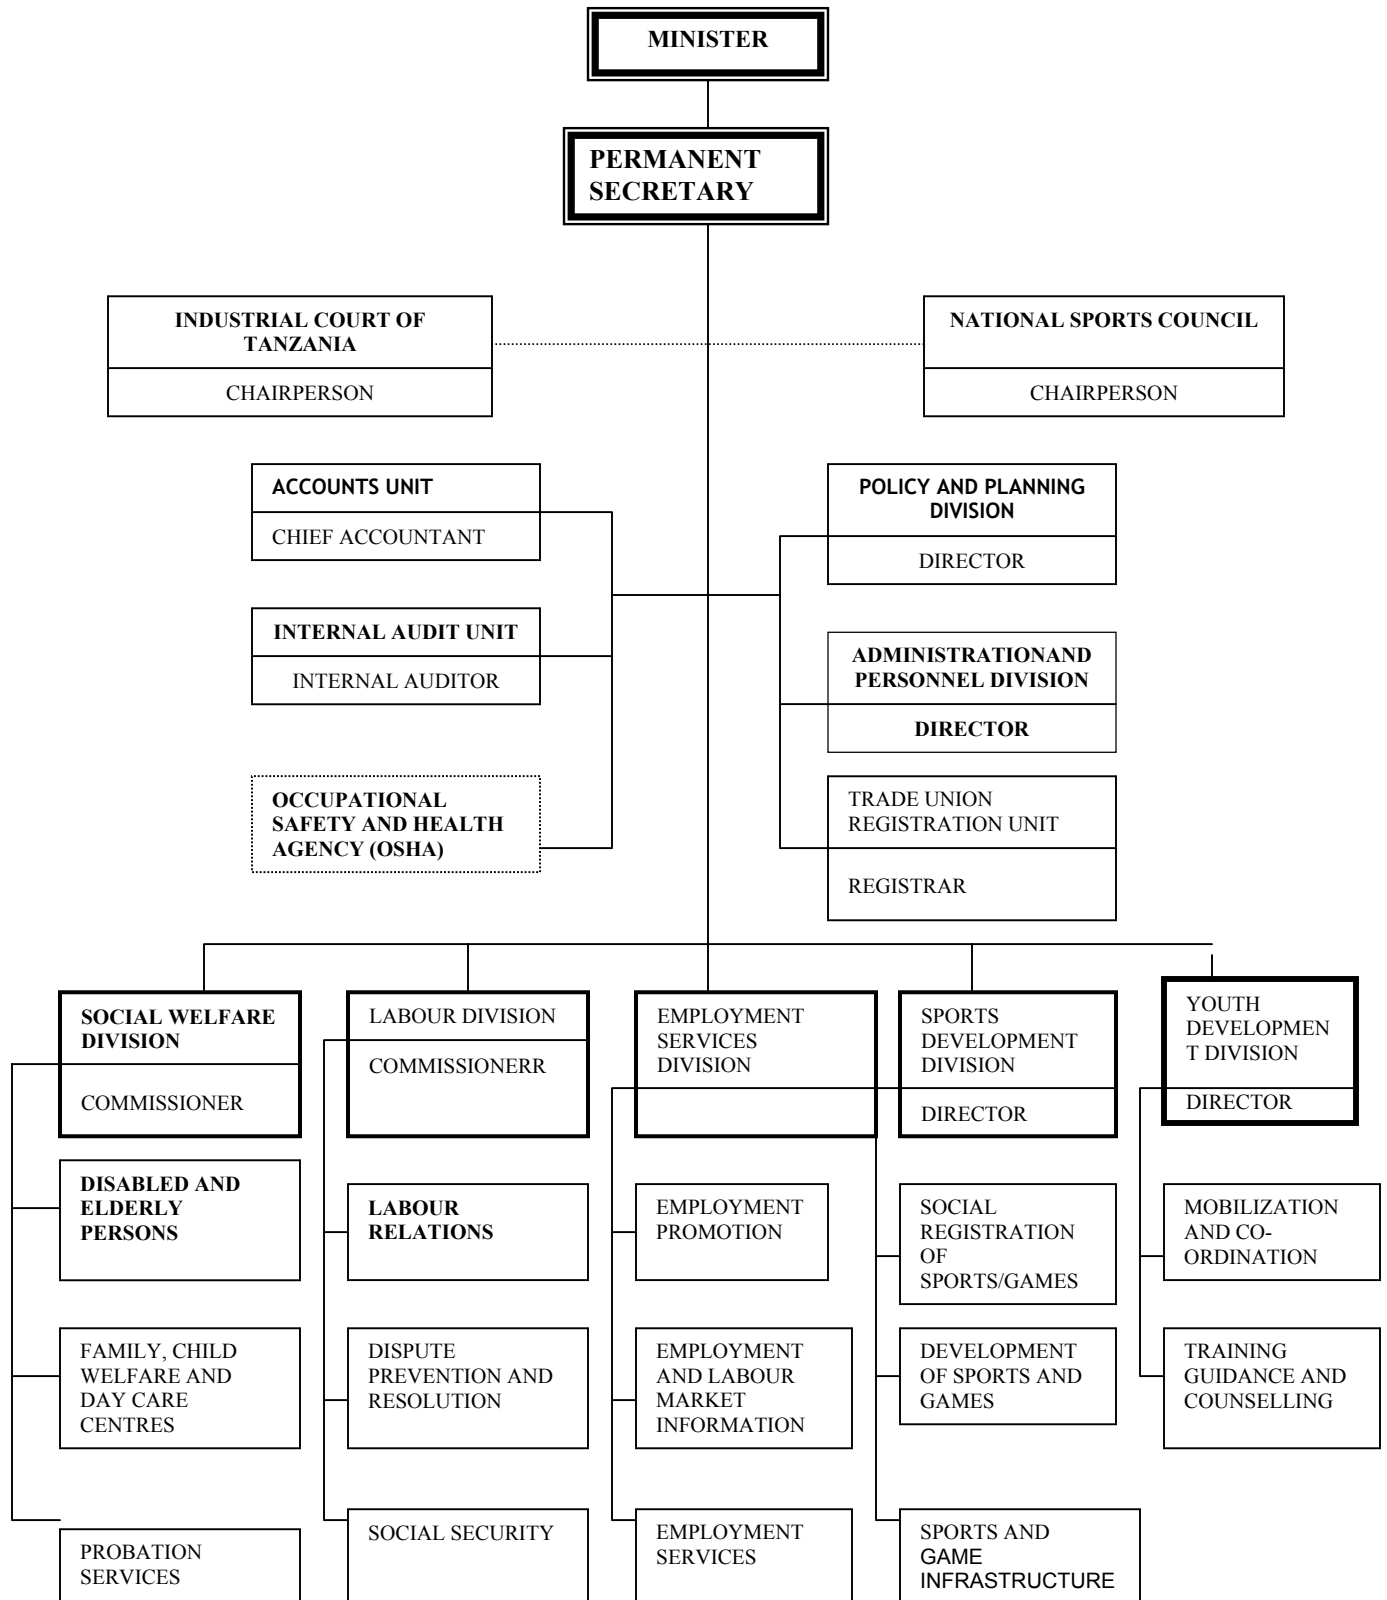 MINISTER
PERMANENT
SECRETARY
INDUSTRIAL COURT OF
TANZANIA
CHAIRPERSON
NATIONAL SPORTS COUNCIL
CHAIRPERSON
ACCOUNTS UNIT
CHIEF ACCOUNTANT
POLICY AND PLANNING
DIVISION
DIRECTOR
INTERNAL AUDIT UNIT
INTERNAL AUDITOR
ADMINISTRATIONAND
PERSONNEL DIVISION
DIRECTOR
OCCUPATIONAL
SAFETY AND HEALTH
AGENCY (OSHA)
TRADE UNION
REGISTRATION UNIT
REGISTRAR
SOCIAL WELFARE
DIVISION
COMMISSIONER
LABOUR DIVISION
COMMISSIONERR
EMPLOYMENT
SERVICES
DIVISION
SPORTS
DEVELOPMENT
DIVISION
DIRECTOR
YOUTH
DEVELOPMEN
T DIVISION
DIRECTOR
DISABLED AND
ELDERLY
PERSONS
LABOUR
RELATIONS
EMPLOYMENT
PROMOTION
SOCIAL
REGISTRATION
OF
SPORTS/GAMES
MOBILIZATION
AND CO-
ORDINATION
FAMILY, CHILD
WELFARE AND
DAY CARE
CENTRES
DISPUTE
PREVENTION AND
RESOLUTION
EMPLOYMENT
AND LABOUR
MARKET
INFORMATION
DEVELOPMENT
OF SPORTS AND
GAMES
TRAINING
GUIDANCE AND
COUNSELLING
PROBATION
SERVICES
SOCIAL SECURITY
EMPLOYMENT
SERVICES
SPORTS AND
GAME
INFRASTRUCTURE